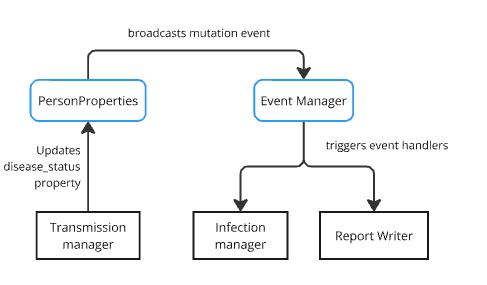 broadcasts mutation event
PersonProperties
Event Manager
Updates
disease_status
property
triggers event handlers
Transmission
manager
Infection
manager
Report Writer